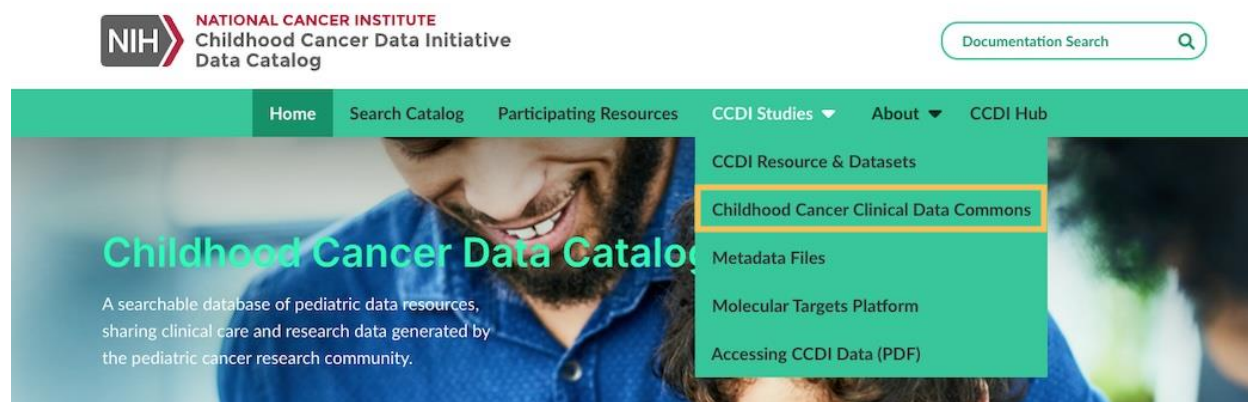 NIH
NATIONAL CANCER INSTITUTE
Childhood Cancer Data Initiative
Data Catalog
Documentation Search
Home Search Catalog Participating Resources CCDI Studies About CCDI Hub
CCDI Resource & Datasets
Childhood Cancer Clinical Data Commons
Metadata Files
Molecular Targets Platform
Accessing CCDI Data (PDF)
Childhood Cancer Data Catalog
A searchable database of pediatric data resources,
sharing clinical care and research data generated by
the pediatric cancer research community.